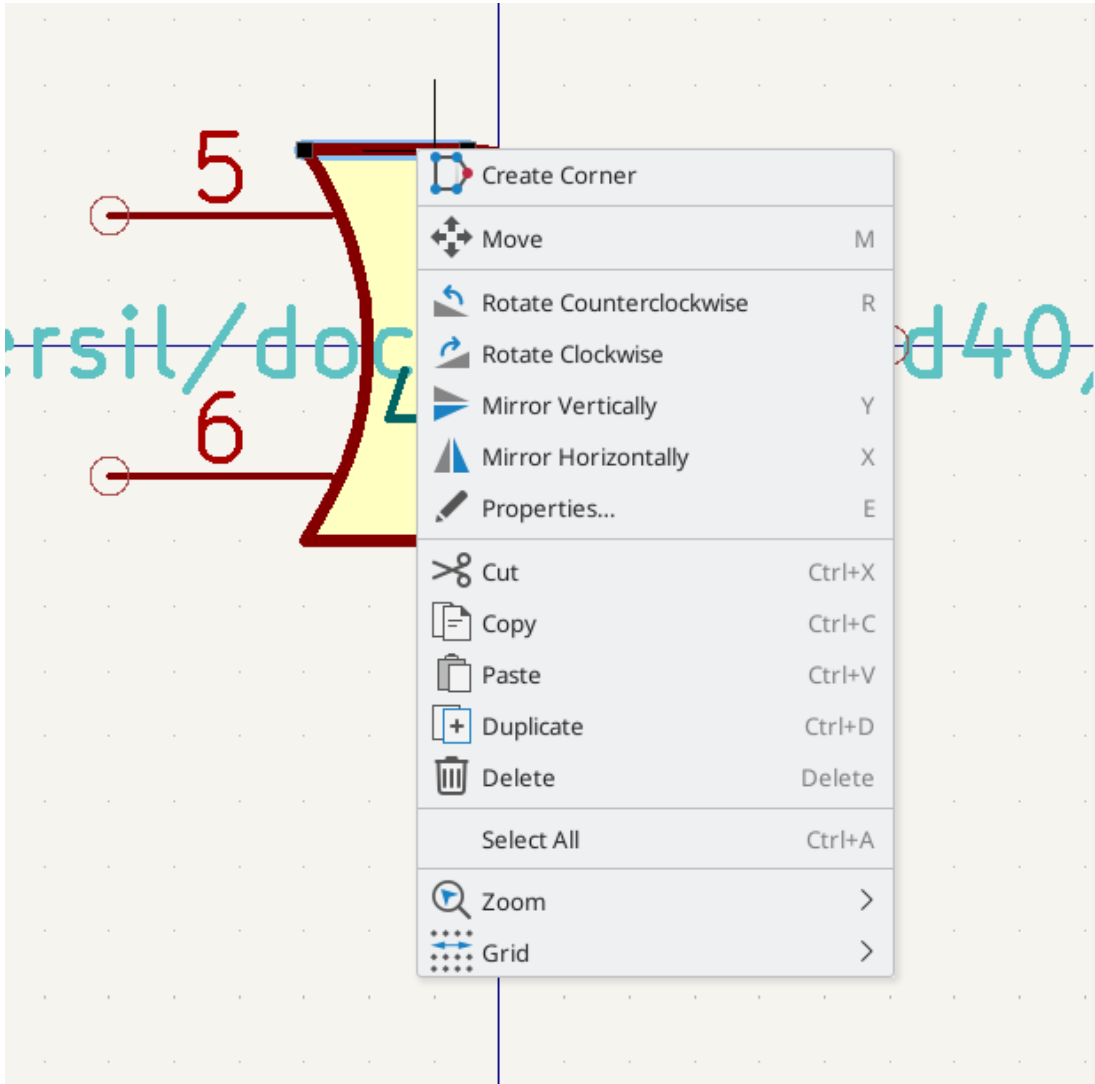 5
Create Corner
Move M
Rotate Counterclockwise R
ersil/doc d40,
Rotate Clockwise
6
Mirror Vertically Y
Mirror Horizontally X
Properties... E
Cut Ctrl+X
Copy Ctrl+C
Paste Ctrl+V
Duplicate Ctrl+D
Delete Delete
Select All Ctrl+A
Zoom
Grid